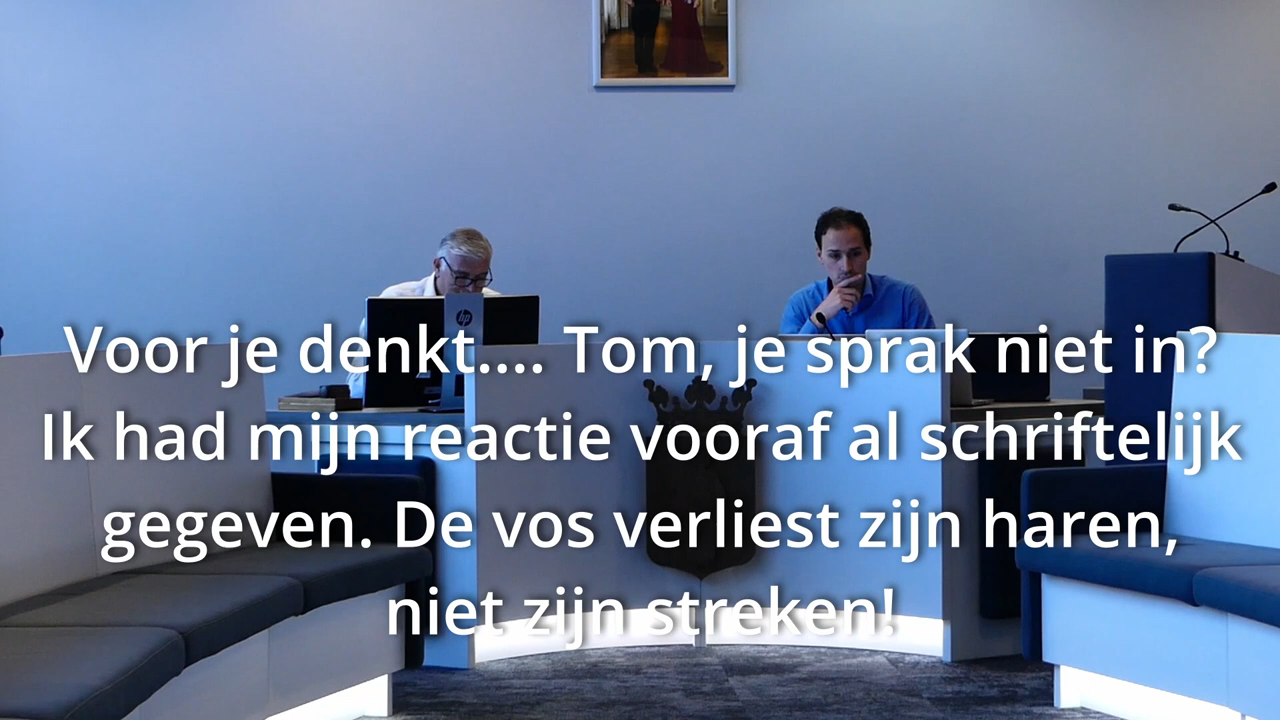 hp
Voor je denkt.... Tom, je sprak niet in?
Ik had mijn reactie vooraf al schriftelijk
gegeven. De vos verliest zijn haren,
niet zijn streken!